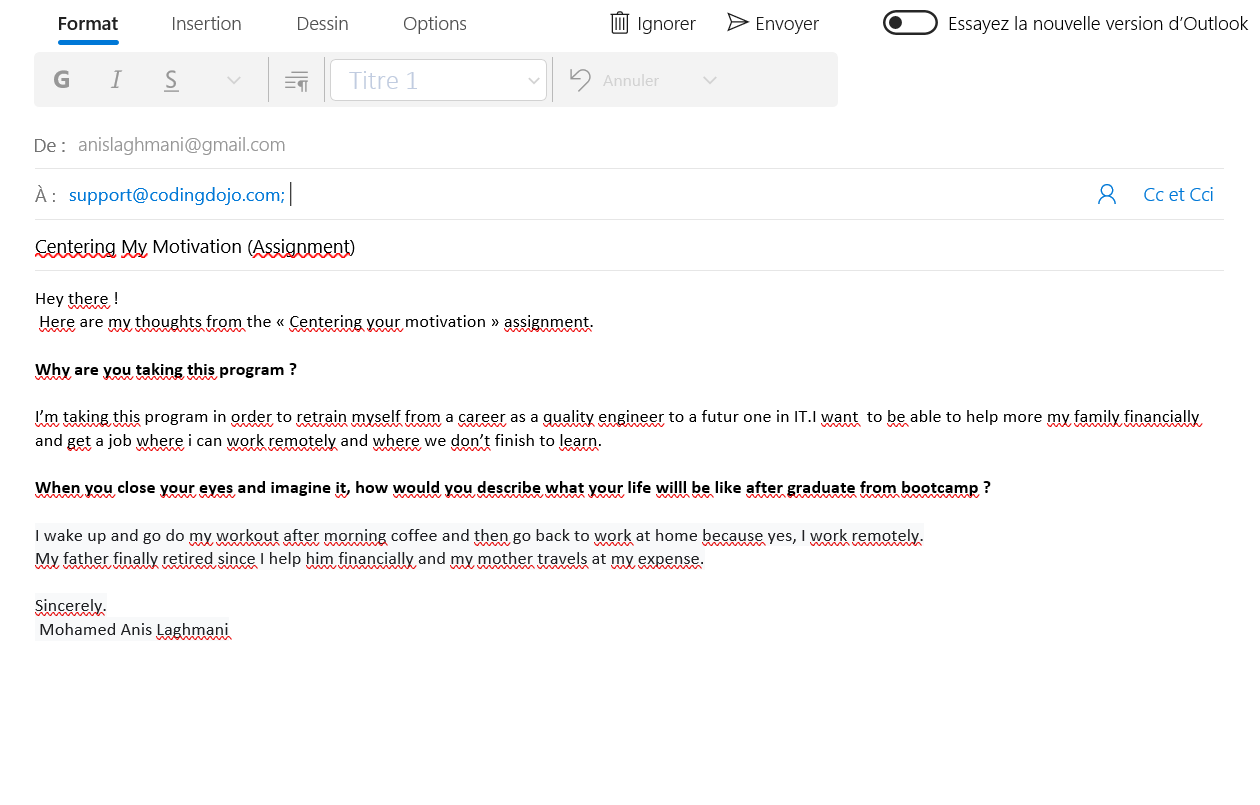 Format Insertion Dessin Options Ignorer Envoyer Essayez la nouvelle version d’Outlook
G I S Titre 1 Annuler
De : anislaghmani@gmail.com
À : support@codingdojo.com; Cc et Cci
Centering My Motivation (Assignment)
Hey there !
Here are my thoughts from the « Centering your motivation » assignment.
Why are you taking this program ?
I’m taking this program in order to retrain myself from a career as a quality engineer to a futur one in IT.I want  to be able to help more my family financially
and get a job where i can work remotely and where we don’t finish to learn.
When you close your eyes and imagine it, how would you describe what your life willl be like after graduate from bootcamp ?
I wake up and go do my workout after morning coffee and then go back to work at home because yes, I work remotely.
My father finally retired since I help him financially and my mother travels at my expense.
Sincerely.
Mohamed Anis Laghmani